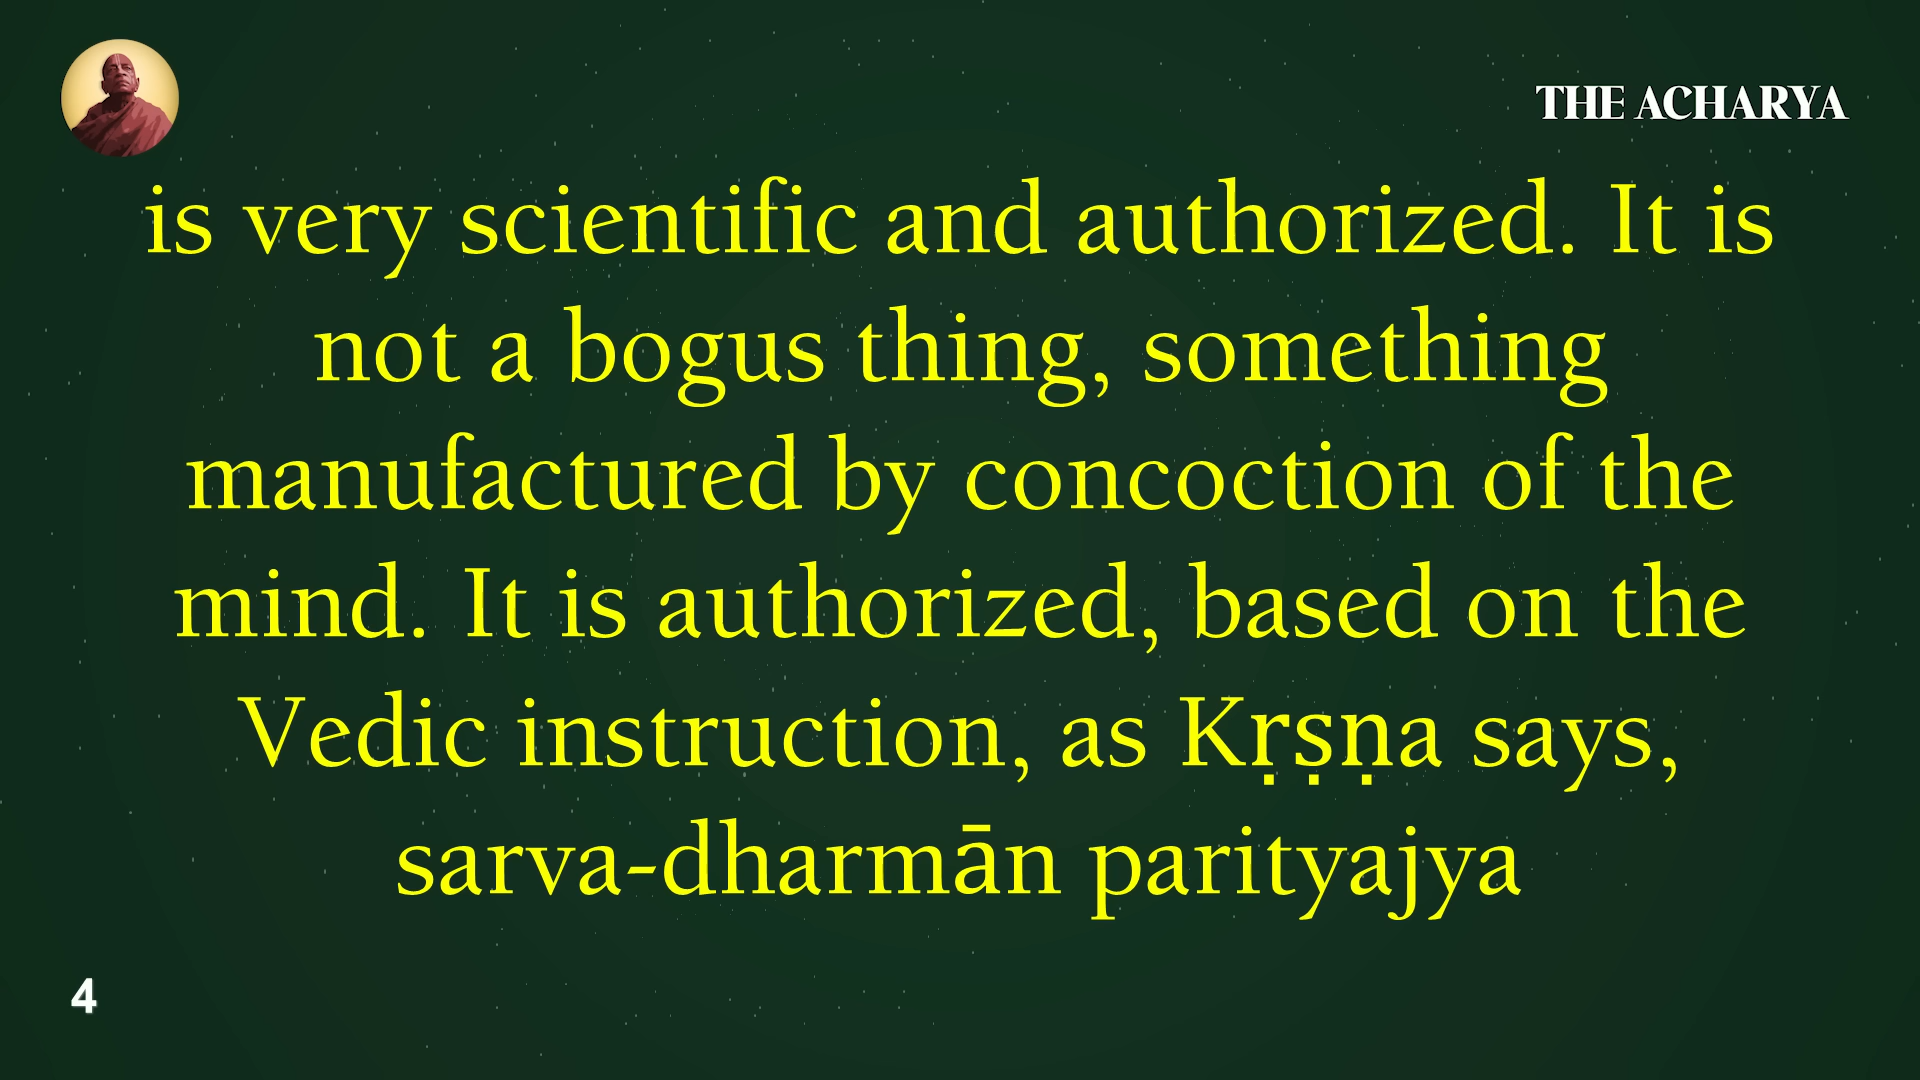 THE ACHARYA
is very scientific and authorized. It is
not a bogus thing, something
manufactured by concoction of the
mind. It is authorized, based on the
Vedic instruction, as Kṛṣṇa says,
sarva-dharmān parityajya
4